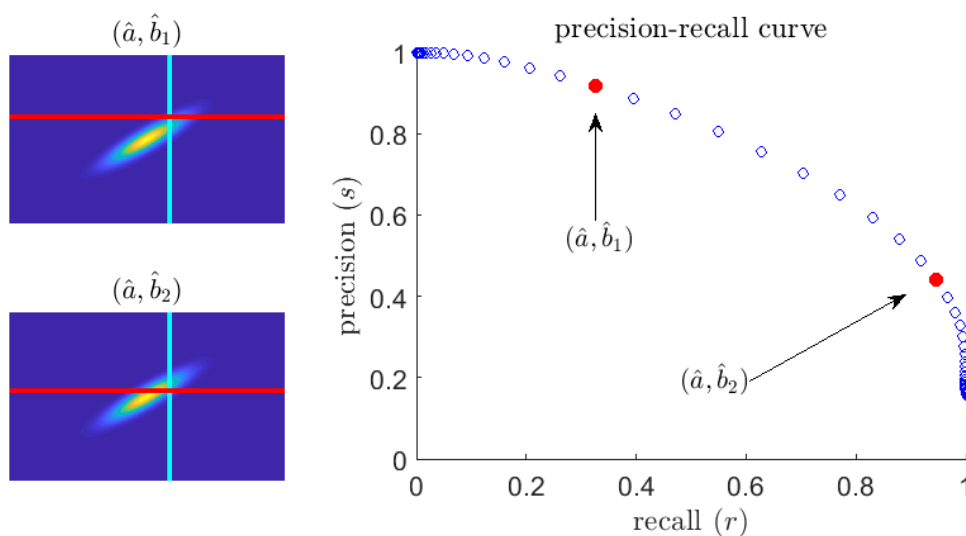 (â, b̂₁)
(â, b̂₂)
precision-recall curve
precision (s)
1
0.8
0.6
0.4
0.2
0
(â, b̂₁)
(â, b̂₂)
0
0.2
0.4
0.6
0.8
1
recall (r)